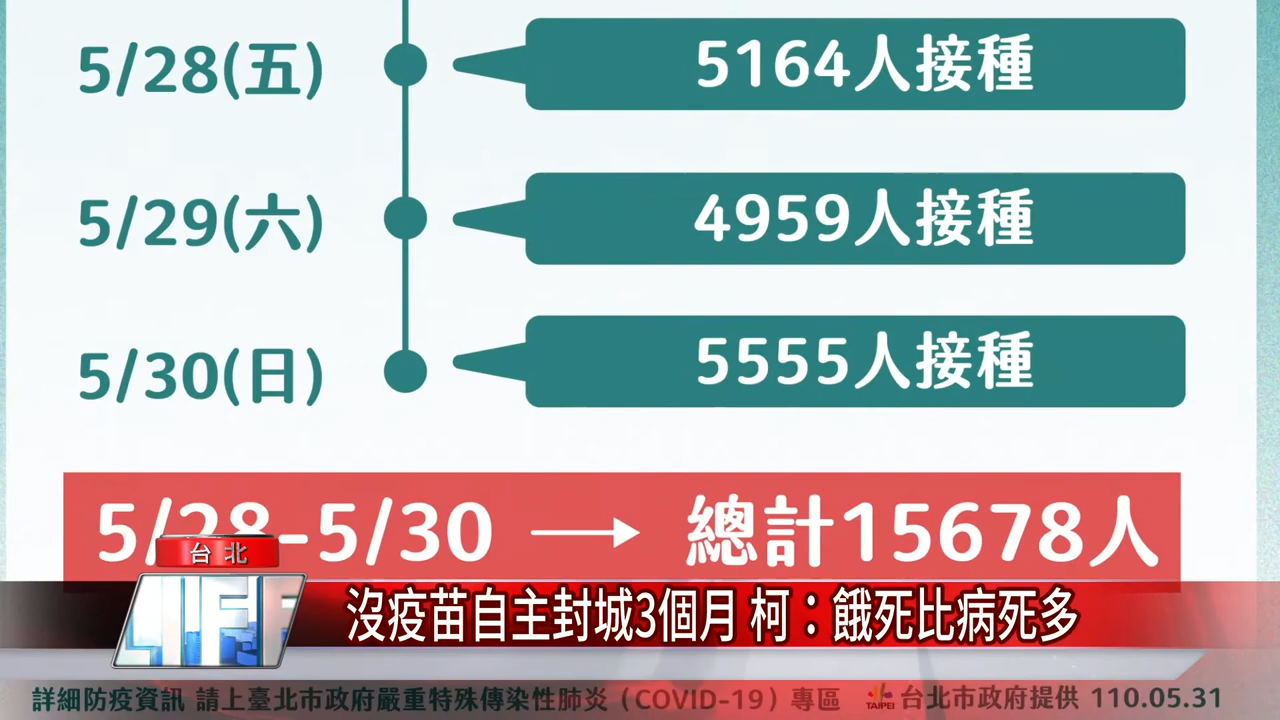 5/28(五)
5164人接種
5/29(六)
4959人接種
5/30(日)
5555人接種
5/28-5/30 → 總計15678人
台北
LIFE
沒疫苗自主封城3個月 柯：餓死比病死多
詳細防疫資訊 請上臺北市政府嚴重特殊傳染性肺炎（COVID-19）專區
TAIPEI
台北市政府提供 110.05.31